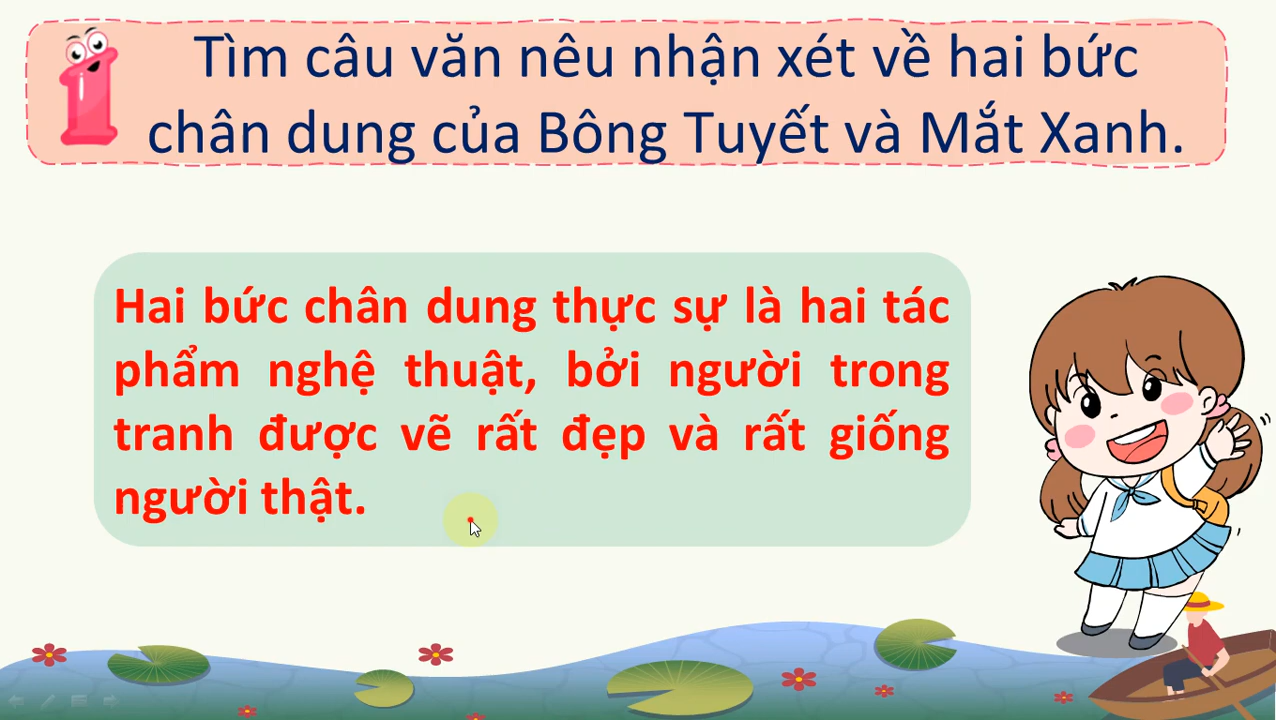 1
Tìm câu văn nêu nhận xét về hai bức
chân dung của Bông Tuyết và Mắt Xanh.
Hai bức chân dung thực sự là hai tác
phẩm nghệ thuật, bởi người trong
tranh được vẽ rất đẹp và rất giống
người thật.